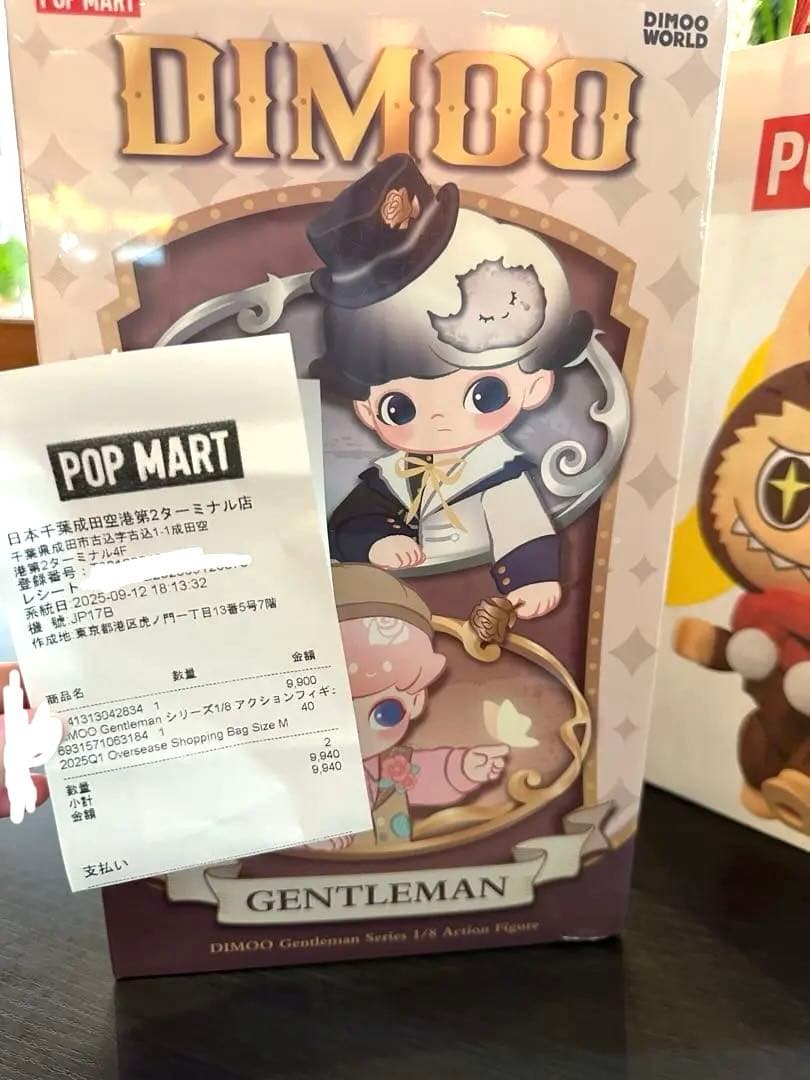 POP MART
DIMOO WORLD
DIMOO
POP MART
日本千葉成田空港第2ターミナル店
千葉県成田市古込字古込1-1成田空
港第2ターミナル4F
登録番号:
レシート
系統日:2025-09-12 18:13:32
機 號:JP17B
作成地:東京都港区虎ノ門一丁目13番5号7階
商品名 数量 金額
41313042834 1 9,900
MOO Gentleman シリーズ1/8 アクションフィギュ
6931571063184 1 40
2025Q1 Oversease Shopping Bag Size M
数量 2
小計 9,940
金額 9,940
支払い
GENTLEMAN
DIMOO Gentleman Series 1/8 Action Figure